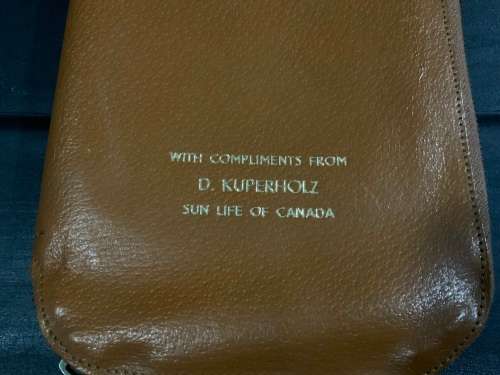 WITH COMPLIMENTS FROM
D. KUPERHOLZ
SUN LIFE OF CANADA